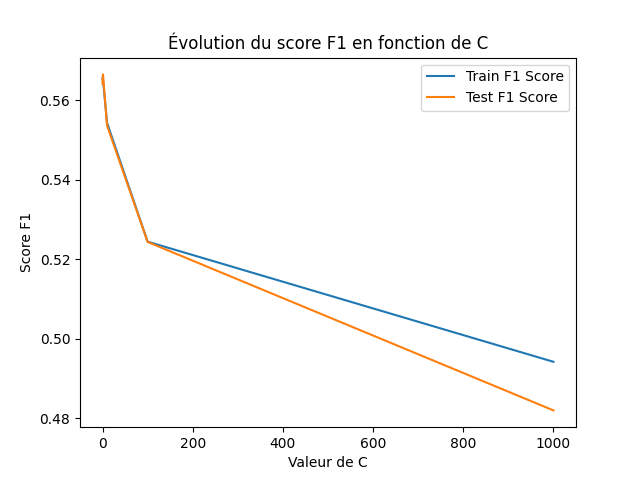 Évolution du score F1 en fonction de C
Train F1 Score
Test F1 Score
Score F1
0.56
0.54
0.52
0.50
0.48
0 200 400 600 800 1000
Valeur de C